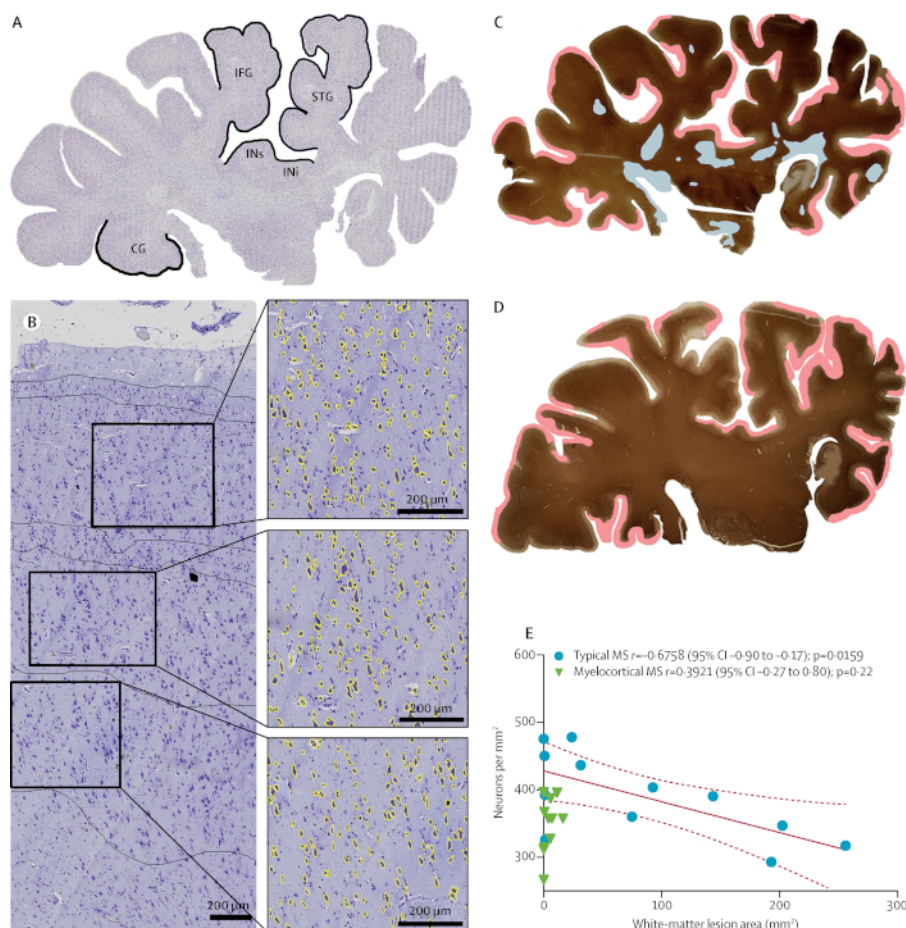 A
IFG
STG
INs
INi
CG
B
200 μm
200 μm
200 μm
200 μm
C
D
E
Typical MS r=–0·6758 (95% CI –0·90 to –0·17); p=0·0159
Myelocortical MS r=0·3921 (95% CI –0·27 to 0·80); p=0·22
Neurons per mm²
600
500
400
300
0
100
200
300
White-matter lesion area (mm²)